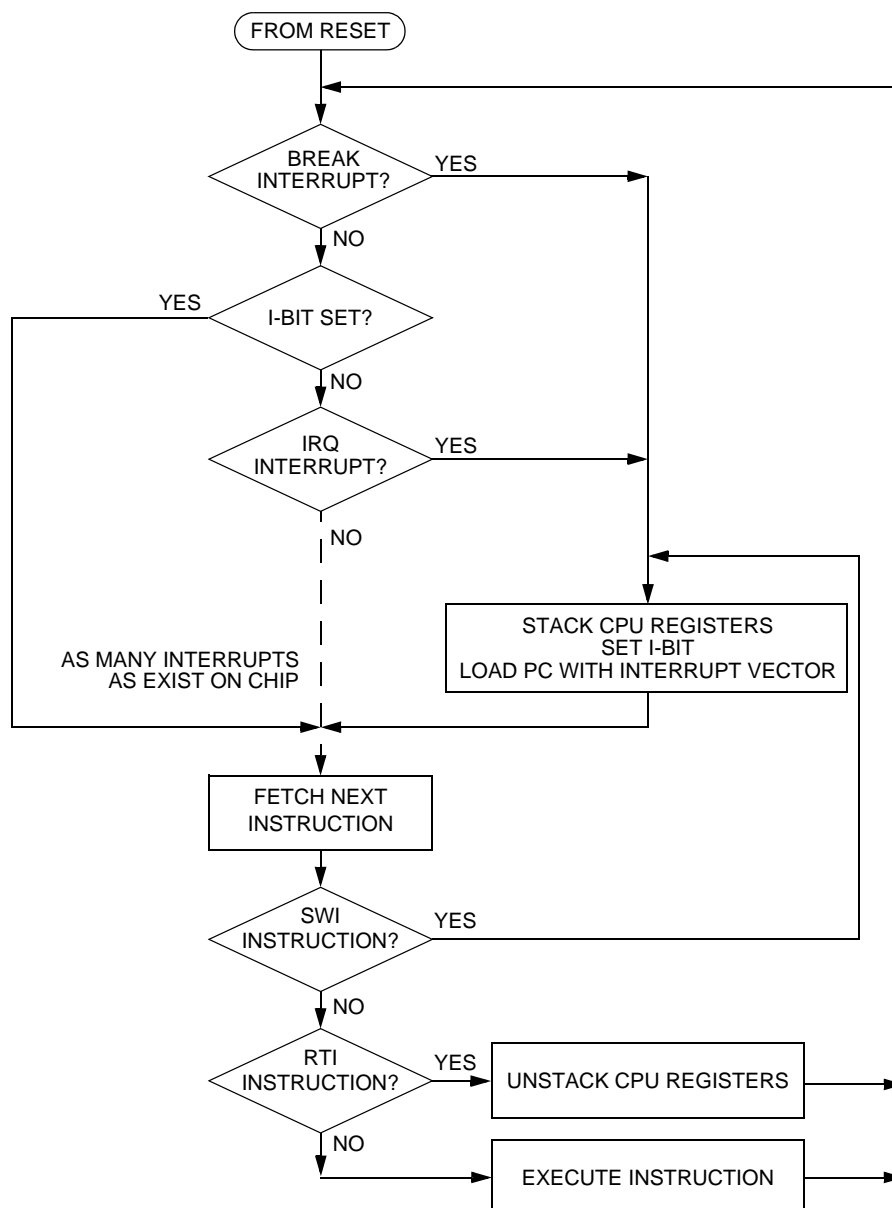 FROM RESET
BREAK
INTERRUPT?
YES
NO
YES
I-BIT SET?
NO
IRQ
INTERRUPT?
YES
NO
STACK CPU REGISTERS
SET I-BIT
LOAD PC WITH INTERRUPT VECTOR
AS MANY INTERRUPTS
AS EXIST ON CHIP
FETCH NEXT
INSTRUCTION
SWI
INSTRUCTION?
YES
NO
RTI
INSTRUCTION?
YES
UNSTACK CPU REGISTERS
NO
EXECUTE INSTRUCTION